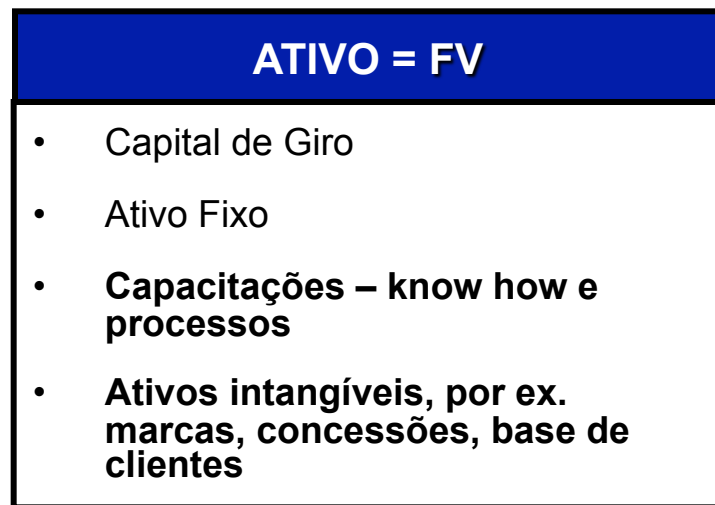 ATIVO = FV
• Capital de Giro
• Ativo Fixo
• Capacitações – know how e
processos
• Ativos intangíveis, por ex.
marcas, concessões, base de
clientes